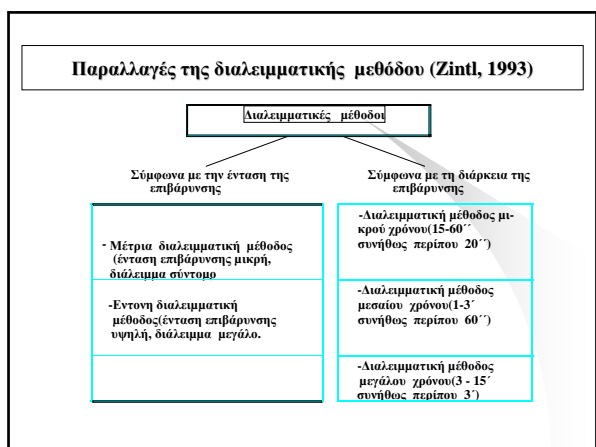 Παραλλαγές της διαλειμματικής μεθόδου (Zintl, 1993)
Διαλειμματικές μέθοδοι
Σύμφωνα με την ένταση της
επιβάρυνσης
- Μέτρια διαλειμματική μέθοδος
(ένταση επιβάρυνσης μικρή,
διάλειμμα σύντομο
-Εντονη διαλειμματική
μέθοδος(ένταση επιβάρυνσης
υψηλή, διάλειμμα μεγάλο.
Σύμφωνα με τη διάρκεια της
επιβάρυνσης
-Διαλειμματική μέθοδος μι-
κρού χρόνου(15-60΄΄
συνήθως περίπου 20΄΄)
-Διαλειμματική μέθοδος
μεσαίου χρόνου(1-3΄
συνήθως περίπου 60΄΄)
-Διαλειμματική μέθοδος
μεγάλου χρόνου(3 - 15΄
συνήθως περίπου 3΄)